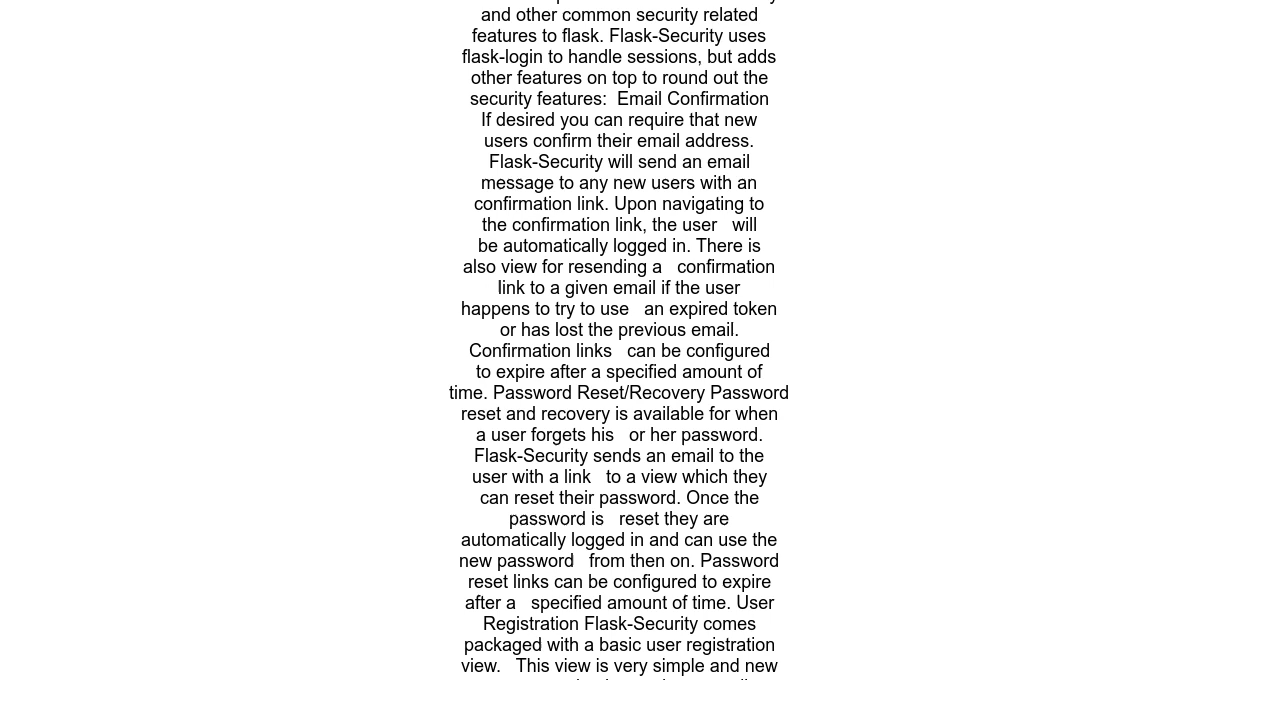 and other common security related
features to flask. Flask-Security uses
flask-login to handle sessions, but adds
other features on top to round out the
security features:  Email Confirmation
If desired you can require that new
users confirm their email address.
Flask-Security will send an email
message to any new users with an
confirmation link. Upon navigating to
the confirmation link, the user   will
be automatically logged in. There is
also view for resending a   confirmation
link to a given email if the user
happens to try to use   an expired token
or has lost the previous email.
Confirmation links   can be configured
to expire after a specified amount of
time. Password Reset/Recovery Password
reset and recovery is available for when
a user forgets his   or her password.
Flask-Security sends an email to the
user with a link   to a view which they
can reset their password. Once the
password is   reset they are
automatically logged in and can use the
new password   from then on. Password
reset links can be configured to expire
after a   specified amount of time. User
Registration Flask-Security comes
packaged with a basic user registration
view.   This view is very simple and new